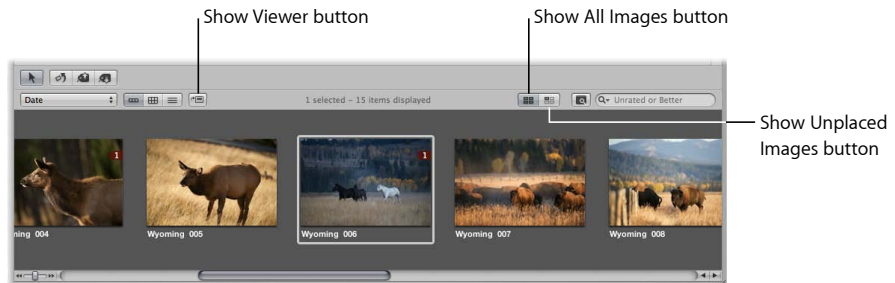 Show Viewer button
Show All Images button
Date
1 selected – 15 items displayed
Unrated or Better
Show Unplaced
Images button
1
1
ning 004
Wyoming 005
Wyoming 006
Wyoming 007
Wyoming 008